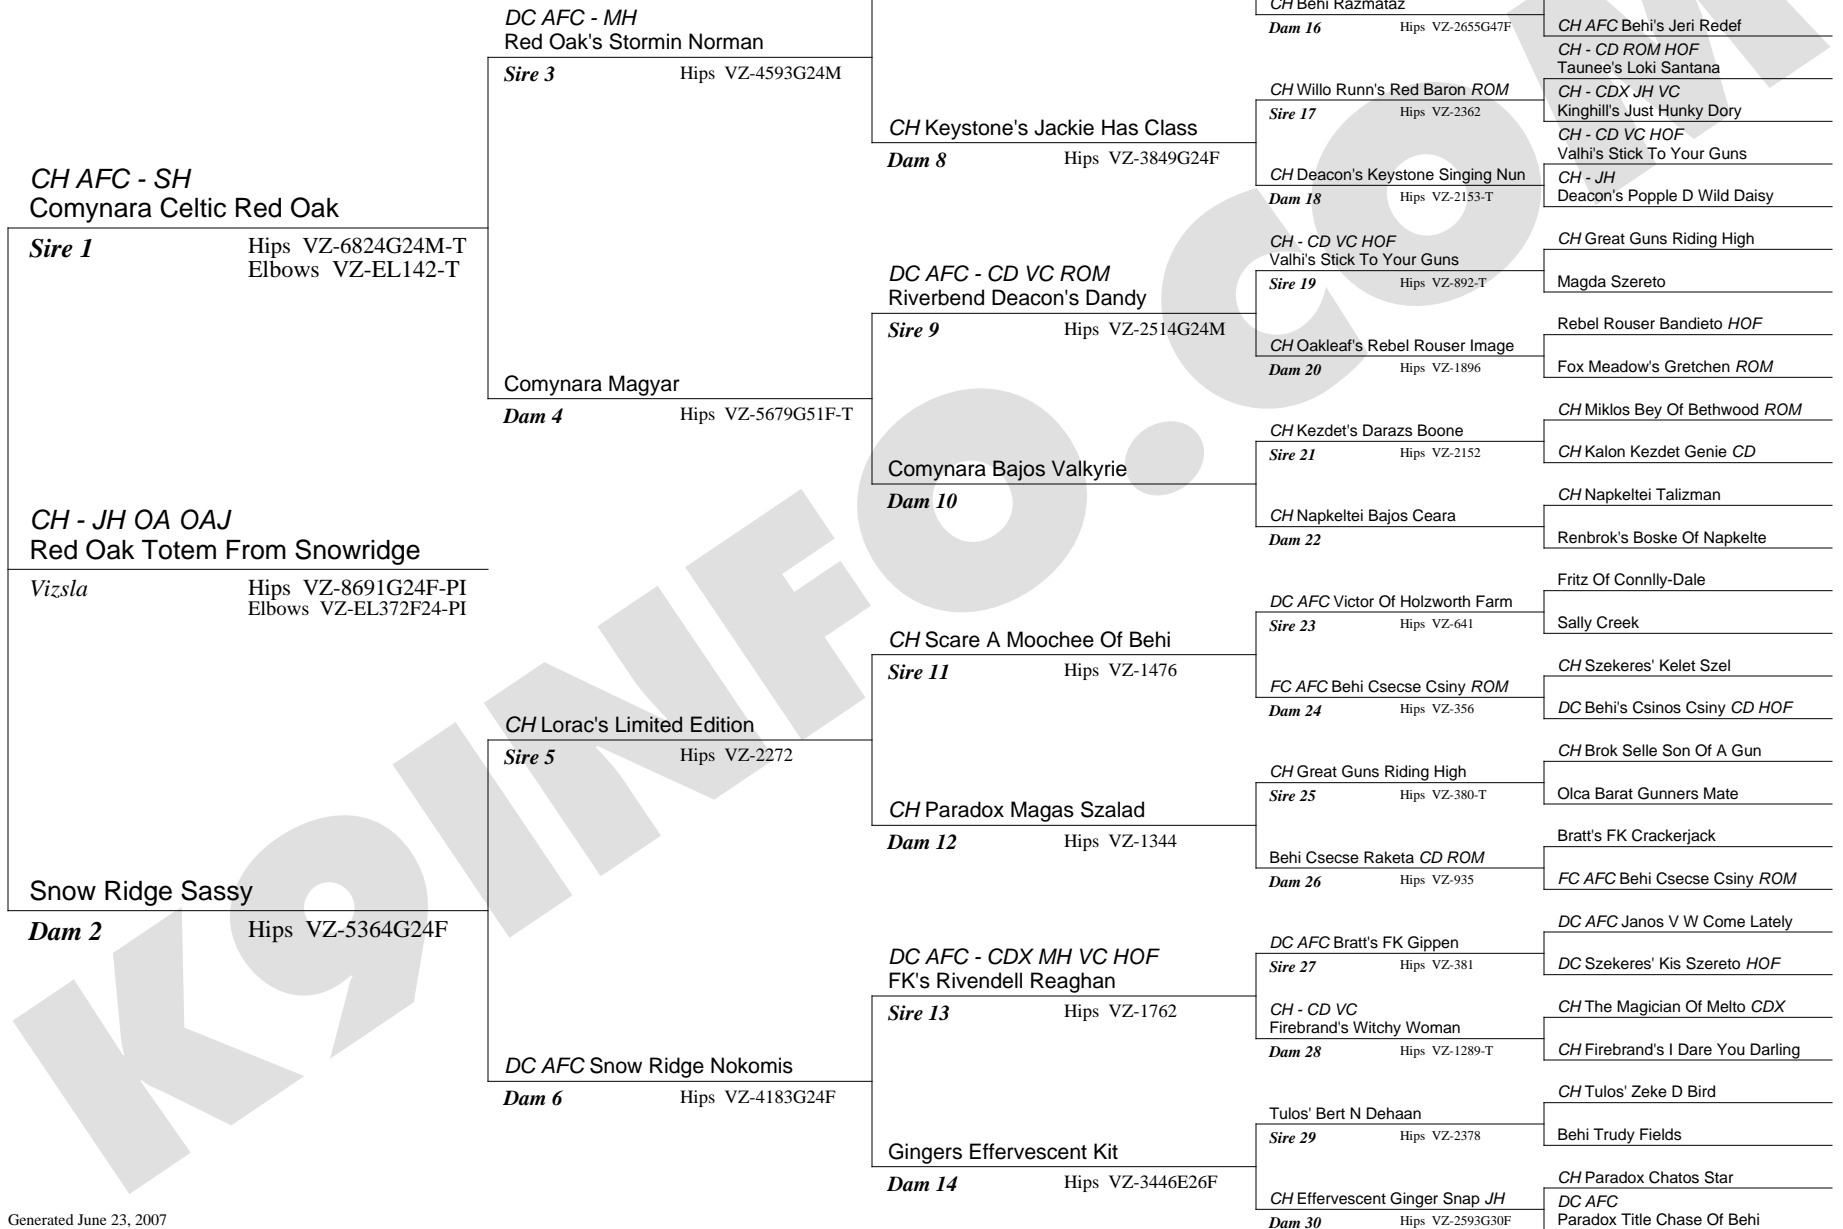 CH AFC - SH
Comynara Celtic Red Oak
Sire 1
Hips VZ-6824G24M-T
Elbows VZ-EL142-T
CH - JH OA OAJ
Red Oak Totem From Snowridge
Vizsla
Hips VZ-8691G24F-PI
Elbows VZ-EL372F24-PI
Snow Ridge Sassy
Dam 2
Hips VZ-5364G24F
Generated June 23, 2007
DC AFC - MH
Red Oak's Stormin Norman
Sire 3
Hips VZ-4593G24M
Comynara Magyar
Dam 4
Hips VZ-5679G51F-T
CH Lorac's Limited Edition
Sire 5
Hips VZ-2272
DC AFC Snow Ridge Nokomis
Dam 6
Hips VZ-4183G24F
CH Keystone's Jackie Has Class
Dam 8
Hips VZ-3849G24F
DC AFC - CD VC ROM
Riverbend Deacon's Dandy
Sire 9
Hips VZ-2514G24M
Comynara Bajos Valkyrie
Dam 10
CH Scare A Moochee Of Behi
Sire 11
Hips VZ-1476
CH Paradox Magas Szalad
Dam 12
Hips VZ-1344
DC AFC - CDX MH VC HOF
FK's Rivendell Reaghan
Sire 13
Hips VZ-1762
Gingers Effervescent Kit
Dam 14
Hips VZ-3446E26F
CH Behi Razmataz
Dam 16
Hips VZ-2655G47F
CH Willo Runn's Red Baron ROM
Sire 17
Hips VZ-2362
CH Deacon's Keystone Singing Nun
Dam 18
Hips VZ-2153-T
CH - CD VC HOF
Valhi's Stick To Your Guns
Sire 19
Hips VZ-892-T
CH Oakleaf's Rebel Rouser Image
Dam 20
Hips VZ-1896
CH Kezdet's Darazs Boone
Sire 21
Hips VZ-2152
CH Napkeltei Bajos Ceara
Dam 22
DC AFC Victor Of Holzworth Farm
Sire 23
Hips VZ-641
FC AFC Behi Csecse Csiny ROM
Dam 24
Hips VZ-356
CH Great Guns Riding High
Sire 25
Hips VZ-380-T
Behi Csecse Raketa CD ROM
Dam 26
Hips VZ-935
DC AFC Bratt's FK Gippen
Sire 27
Hips VZ-381
CH - CD VC
Firebrand's Witchy Woman
Dam 28
Hips VZ-1289-T
Tulos' Bert N Dehaan
Sire 29
Hips VZ-2378
CH Effervescent Ginger Snap JH
Dam 30
Hips VZ-2593G30F
CH AFC Behi's Jeri Redef
CH - CD ROM HOF
Taunee's Loki Santana
CH - CDX JH VC
Kinghill's Just Hunky Dory
CH - CD VC HOF
Valhi's Stick To Your Guns
CH - JH
Deacon's Popple D Wild Daisy
CH Great Guns Riding High
Magda Szereto
Rebel Rouser Bandieto HOF
Fox Meadow's Gretchen ROM
CH Miklos Bey Of Bethwood ROM
CH Kalon Kezdet Genie CD
CH Napkeltei Talizman
Renbrok's Boske Of Napkelte
Fritz Of Connlly-Dale
Sally Creek
CH Szekeres' Kelet Szel
DC Behi's Csinos Csiny CD HOF
CH Brok Selle Son Of A Gun
Olca Barat Gunners Mate
Bratt's FK Crackerjack
FC AFC Behi Csecse Csiny ROM
DC AFC Janos V W Come Lately
DC Szekeres' Kis Szereto HOF
CH The Magician Of Melto CDX
CH Firebrand's I Dare You Darling
CH Tulos' Zeke D Bird
Behi Trudy Fields
CH Paradox Chatos Star
DC AFC
Paradox Title Chase Of Behi
K9INFO.COM